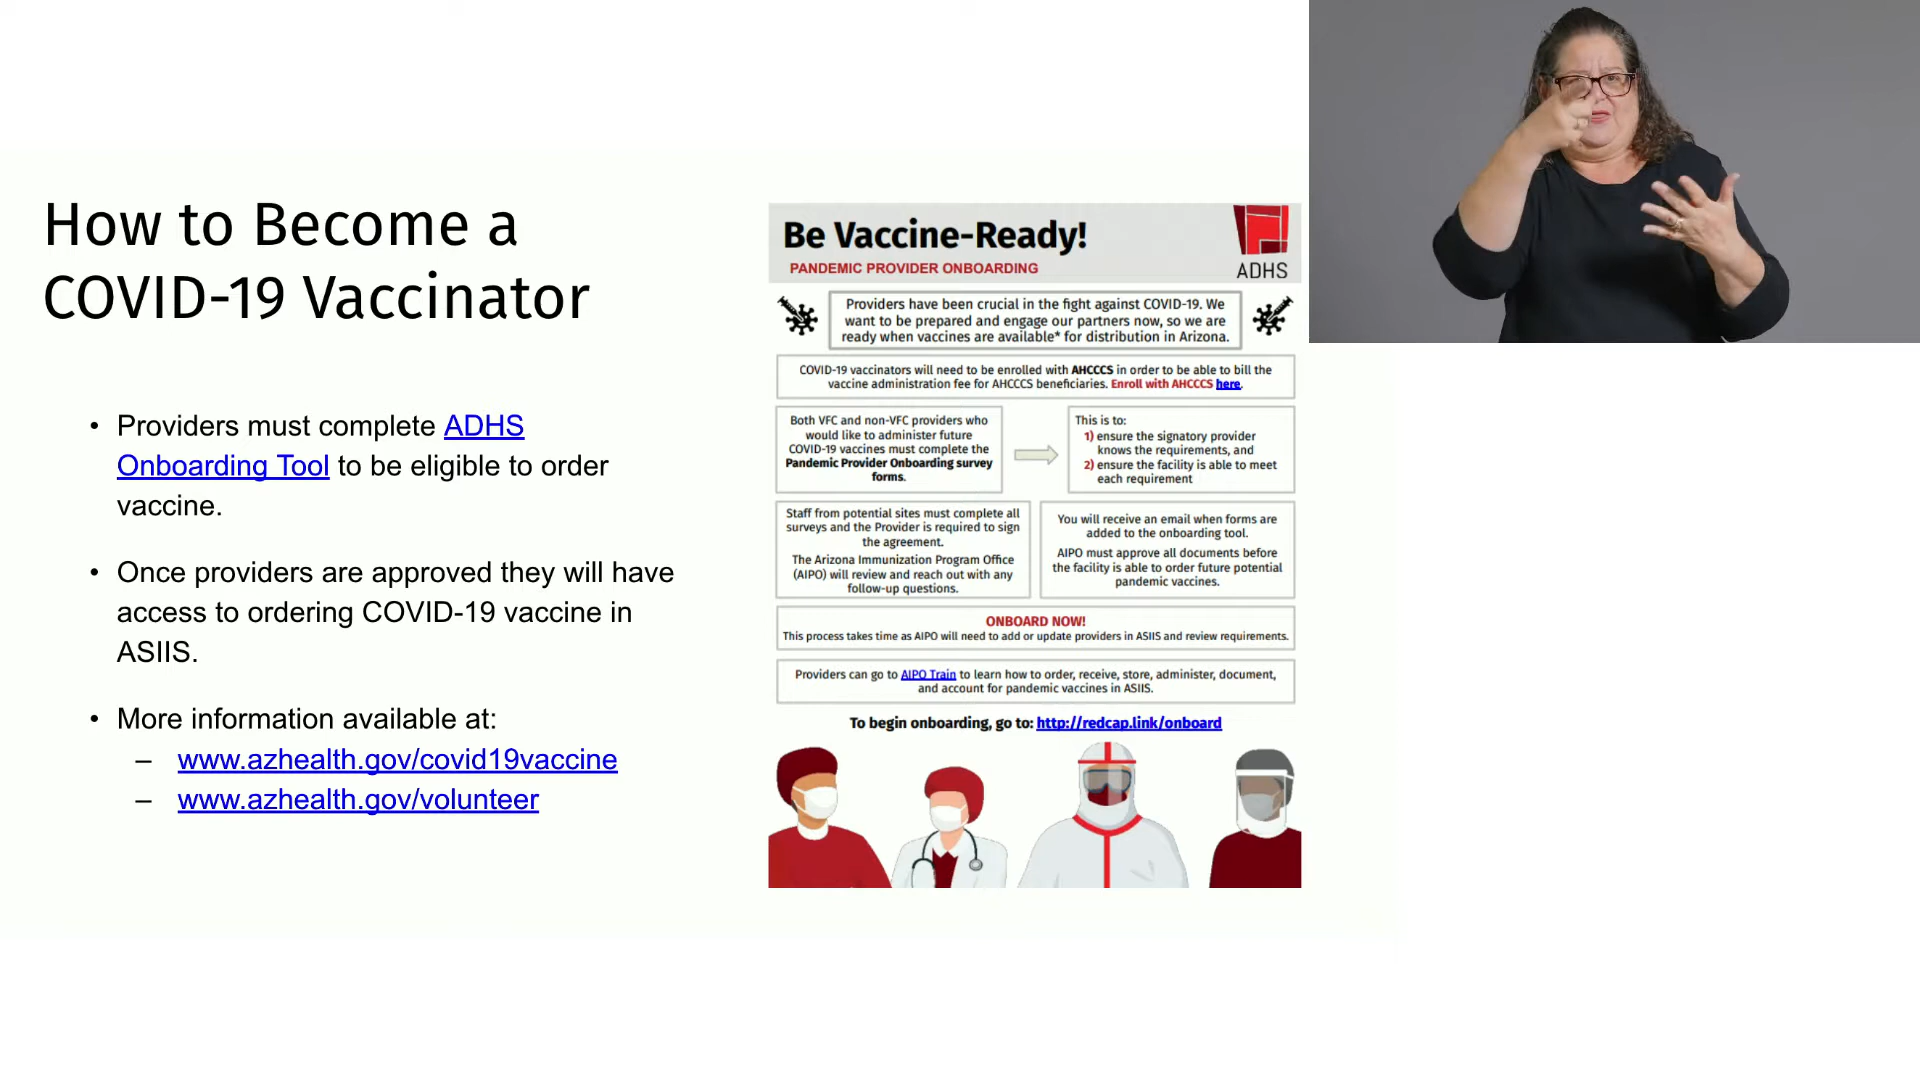 How to Become a
COVID-19 Vaccinator
• Providers must complete ADHS
Onboarding Tool to be eligible to order
vaccine.
• Once providers are approved they will have
access to ordering COVID-19 vaccine in
ASIIS.
• More information available at:
– www.azhealth.gov/covid19vaccine
– www.azhealth.gov/volunteer
Be Vaccine-Ready!
PANDEMIC PROVIDER ONBOARDING
ADHS
Providers have been crucial in the fight against COVID-19. We
want to be prepared and engage our partners now, so we are
ready when vaccines are available* for distribution in Arizona.
COVID-19 vaccinators will need to be enrolled with AHCCCS in order to be able to bill the
vaccine administration fee for AHCCCS beneficiaries. Enroll with AHCCCS here.
Both VFC and non-VFC providers who
would like to administer future
COVID-19 vaccines must complete the
Pandemic Provider Onboarding survey
forms.
This is to:
1) ensure the signatory provider
knows the requirements, and
2) ensure the facility is able to meet
each requirement
Staff from potential sites must complete all
surveys and the Provider is required to sign
the agreement.
The Arizona Immunization Program Office
(AIPO) will review and reach out with any
follow-up questions.
You will receive an email when forms are
added to the onboarding tool.
AIPO must approve all documents before
the facility is able to order future potential
pandemic vaccines.
ONBOARD NOW!
This process takes time as AIPO will need to add or update providers in ASIIS and review requirements.
Providers can go to AIPO Train to learn how to order, receive, store, administer, document,
and account for pandemic vaccines in ASIIS.
To begin onboarding, go to: http://redcap.link/onboard